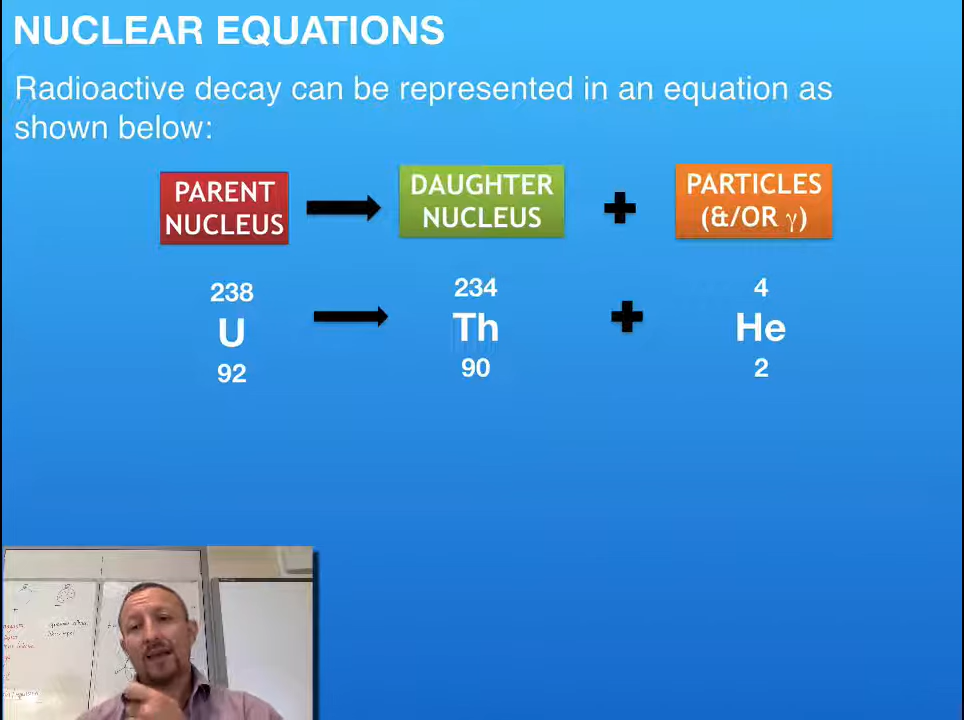 NUCLEAR EQUATIONS
Radioactive decay can be represented in an equation as
shown below:
PARENT
NUCLEUS
DAUGHTER
NUCLEUS
+
PARTICLES
(&/OR γ)
238
U
92
234
Th
90
+
4
He
2